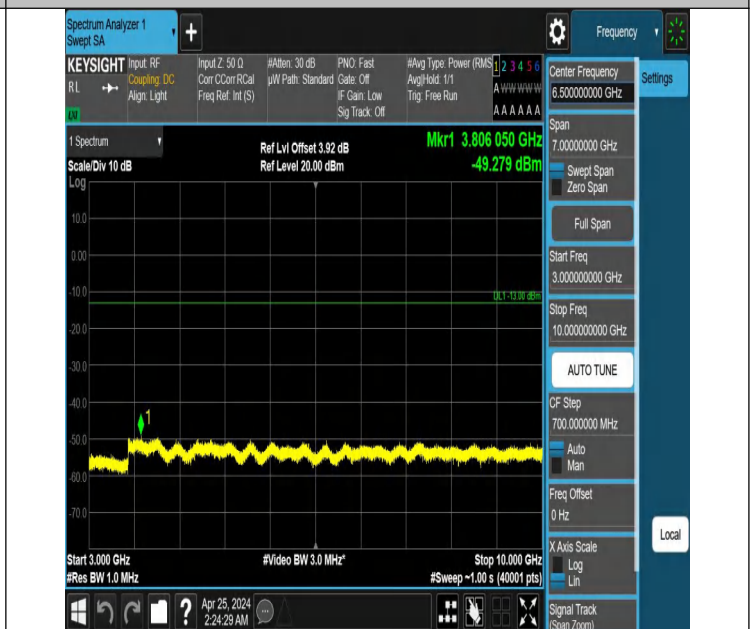 Spectrum Analyzer 1
Swept SA
+
Frequency
KEYSIGHT
RL
Input: RF
Coupling: DC
Align: Light
Input Z: 50 Ω
Corr CCorr RCal
Freq Ref: Int (S)
#Atten: 30 dB
µW Path: Standard
PNO: Fast
Gate: Off
IF Gain: Low
Sig Track: Off
#Avg Type: Power (RMS
Avg|Hold: 1/1
Trig: Free Run
1 2 3 4 5 6
A W W W W W
A A A A A A
1 Spectrum
Scale/Div 10 dB
Log
Ref Lvl Offset 3.92 dB
Ref Level 20.00 dBm
Mkr1 3.806 050 GHz
-49.279 dBm
10.0
0.00
-10.0
DL1 -13.00 dBm
-20.0
-30.0
-40.0
1
-50.0
-60.0
-70.0
Start 3.000 GHz
#Res BW 1.0 MHz
#Video BW 3.0 MHz*
Stop 10.000 GHz
#Sweep ~1.00 s (40001 pts)
?
Apr 25, 2024
2:24:29 AM
Center Frequency
6.500000000 GHz
Settings
Span
7.00000000 GHz
Swept Span
Zero Span
Full Span
Start Freq
3.000000000 GHz
Stop Freq
10.000000000 GHz
AUTO TUNE
CF Step
700.000000 MHz
Auto
Man
Freq Offset
0 Hz
X Axis Scale
Log
Lin
Local
Signal Track
(Span Zoom)